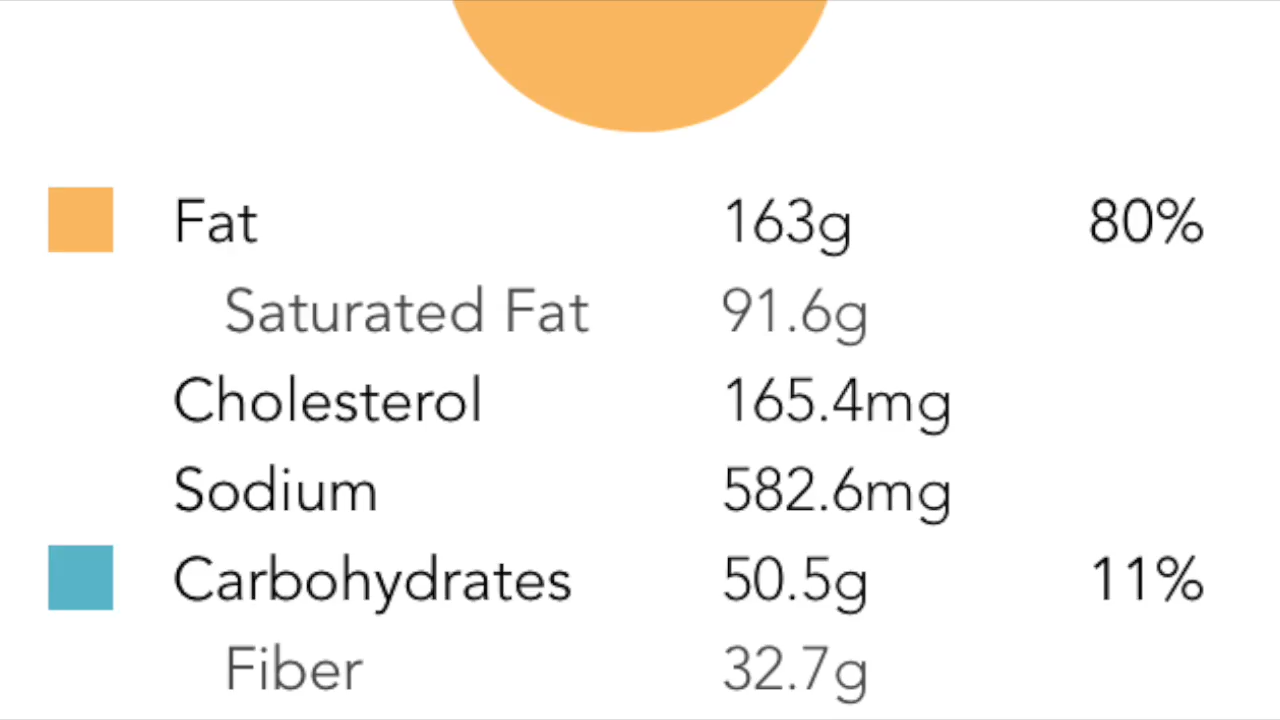 Fat 163g 80%
Saturated Fat 91.6g
Cholesterol 165.4mg
Sodium 582.6mg
Carbohydrates 50.5g 11%
Fiber 32.7g